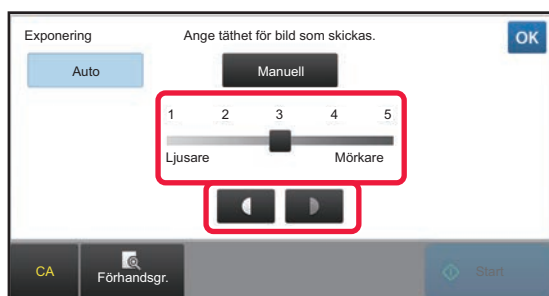 Exponering
Ange täthet för bild som skickas.
OK
Auto
Manuell
1 2 3 4 5
Ljusare
Mörkare
CA
Förhandsgr.
Start